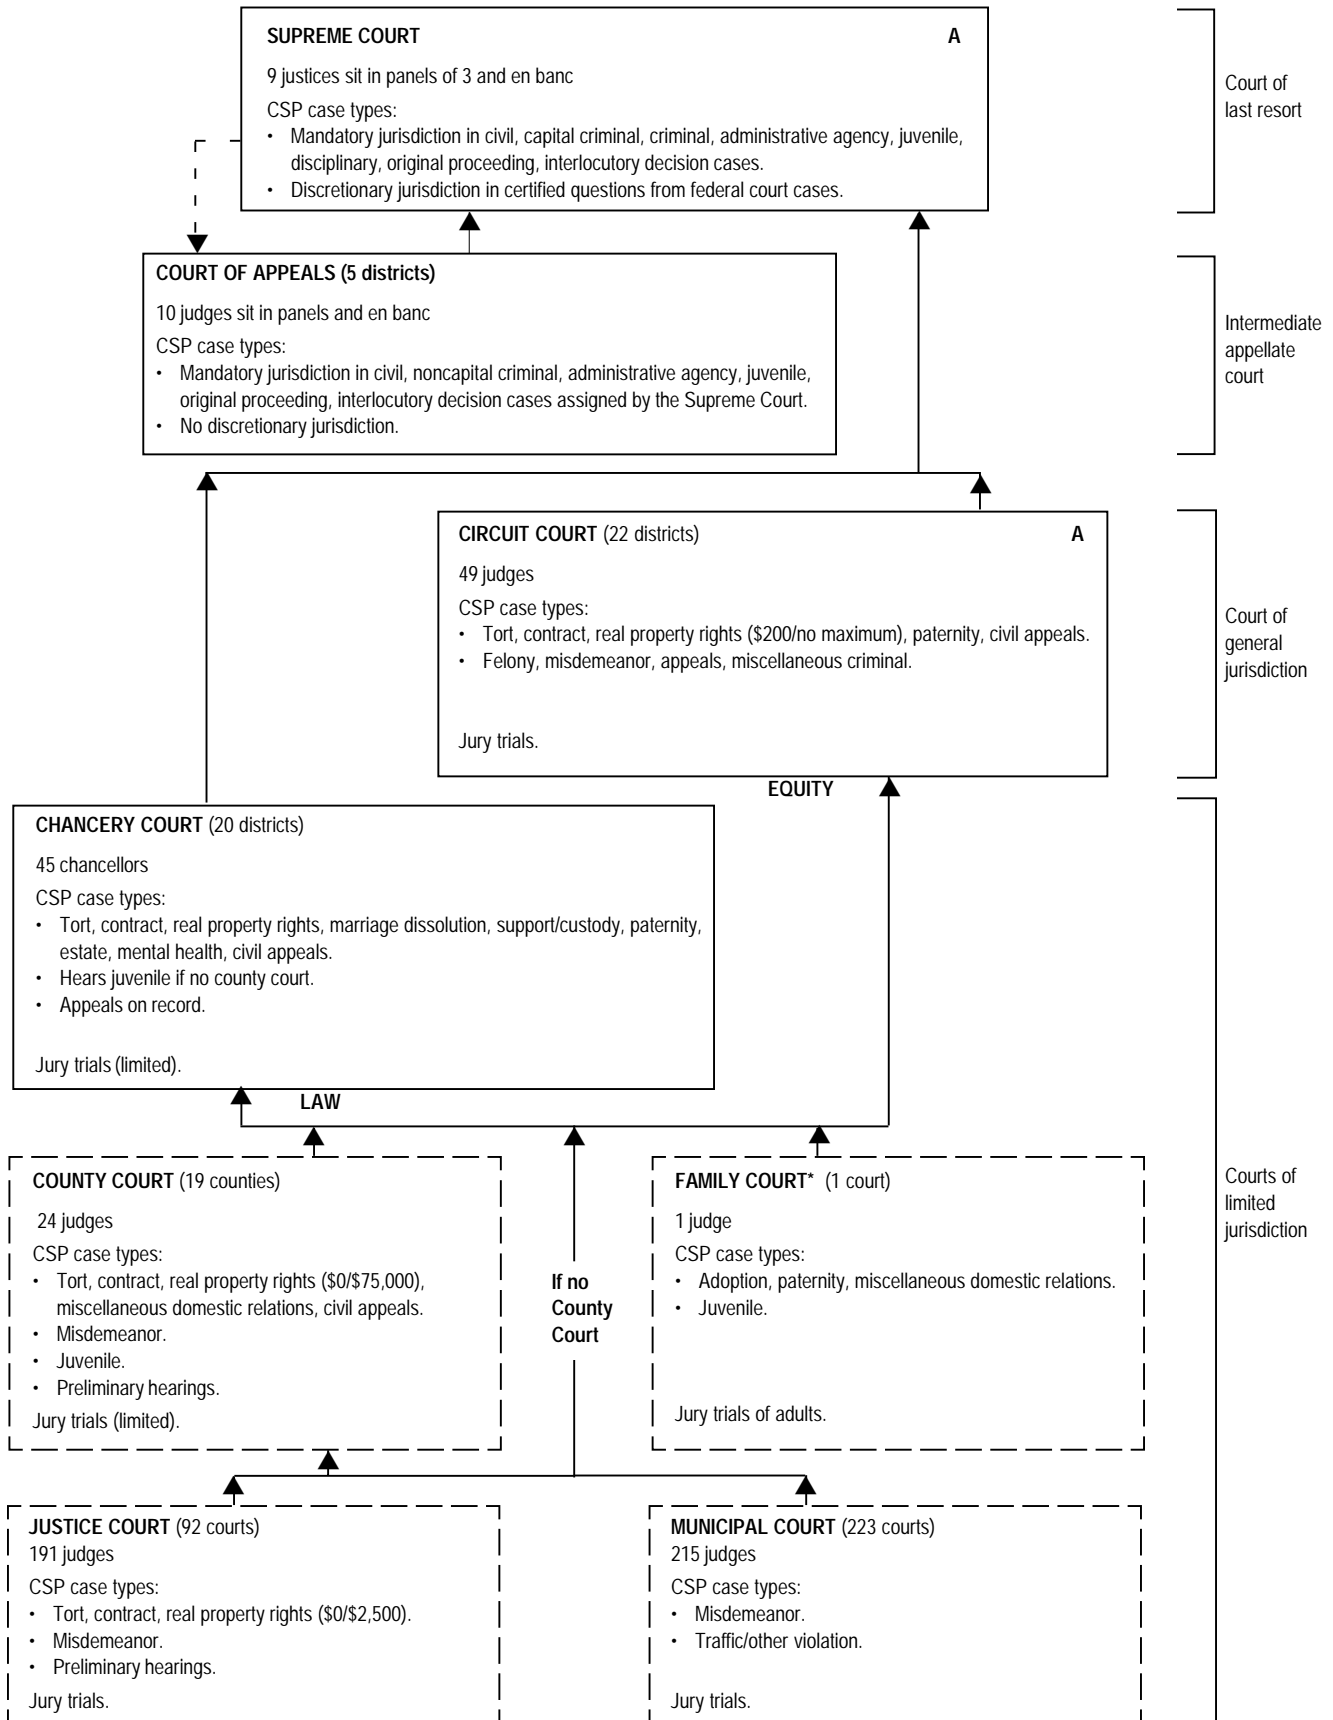 SUPREME COURT A
9 justices sit in panels of 3 and en banc
CSP case types:
• Mandatory jurisdiction in civil, capital criminal, criminal, administrative agency, juvenile,
disciplinary, original proceeding, interlocutory decision cases.
• Discretionary jurisdiction in certified questions from federal court cases.
Court of
last resort
COURT OF APPEALS (5 districts)
10 judges sit in panels and en banc
CSP case types:
• Mandatory jurisdiction in civil, noncapital criminal, administrative agency, juvenile,
original proceeding, interlocutory decision cases assigned by the Supreme Court.
• No discretionary jurisdiction.
Intermediate
appellate
court
CIRCUIT COURT (22 districts) A
49 judges
CSP case types:
• Tort, contract, real property rights ($200/no maximum), paternity, civil appeals.
• Felony, misdemeanor, appeals, miscellaneous criminal.
Jury trials.
Court of
general
jurisdiction
EQUITY
CHANCERY COURT (20 districts)
45 chancellors
CSP case types:
• Tort, contract, real property rights, marriage dissolution, support/custody, paternity,
estate, mental health, civil appeals.
• Hears juvenile if no county court.
• Appeals on record.
Jury trials (limited).
LAW
COUNTY COURT (19 counties)
24 judges
CSP case types:
• Tort, contract, real property rights ($0/$75,000),
miscellaneous domestic relations, civil appeals.
• Misdemeanor.
• Juvenile.
• Preliminary hearings.
Jury trials (limited).
If no
County
Court
FAMILY COURT* (1 court)
1 judge
CSP case types:
• Adoption, paternity, miscellaneous domestic relations.
• Juvenile.
Jury trials of adults.
Courts of
limited
jurisdiction
JUSTICE COURT (92 courts)
191 judges
CSP case types:
• Tort, contract, real property rights ($0/$2,500).
• Misdemeanor.
• Preliminary hearings.
Jury trials.
MUNICIPAL COURT (223 courts)
215 judges
CSP case types:
• Misdemeanor.
• Traffic/other violation.
Jury trials.